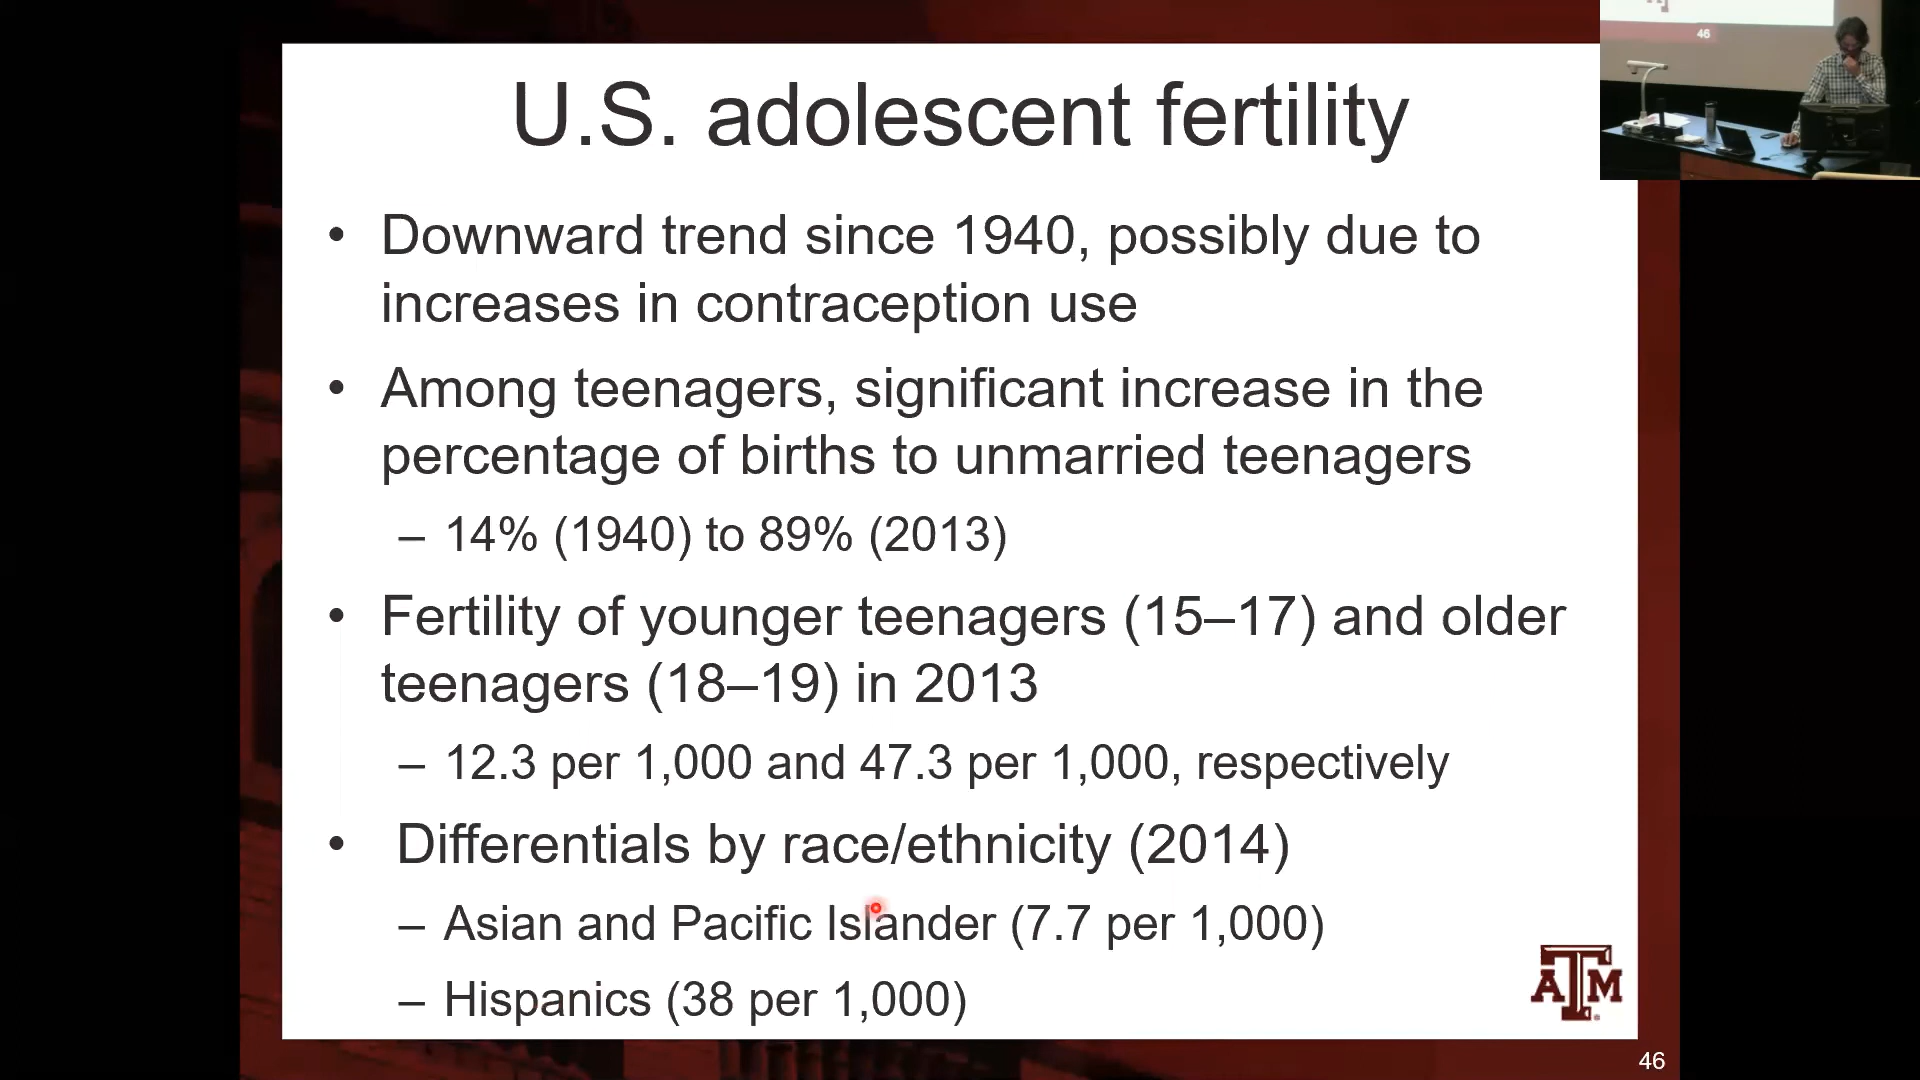 U.S. adolescent fertility
• Downward trend since 1940, possibly due to
increases in contraception use
• Among teenagers, significant increase in the
percentage of births to unmarried teenagers
– 14% (1940) to 89% (2013)
• Fertility of younger teenagers (15–17) and older
teenagers (18–19) in 2013
– 12.3 per 1,000 and 47.3 per 1,000, respectively
• Differentials by race/ethnicity (2014)
– Asian and Pacific Islander (7.7 per 1,000)
– Hispanics (38 per 1,000)
ATM
46
46